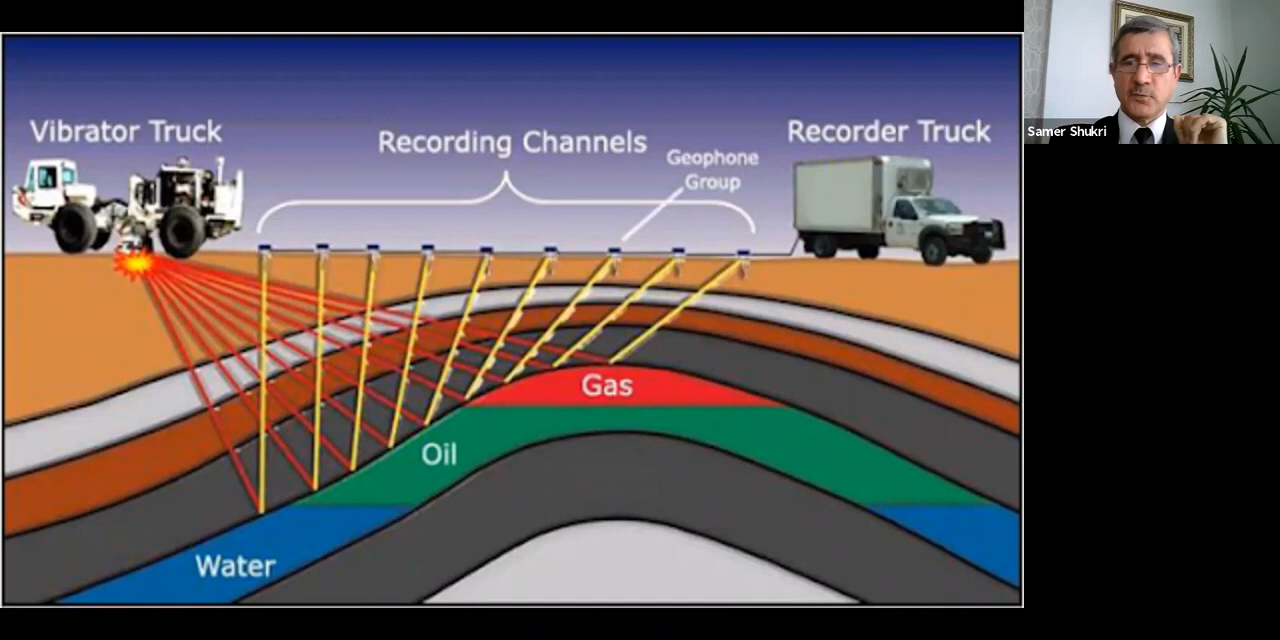 Vibrator Truck
Recording Channels
Geophone
Group
Recorder Truck
Samer Shukri
Gas
Oil
Water